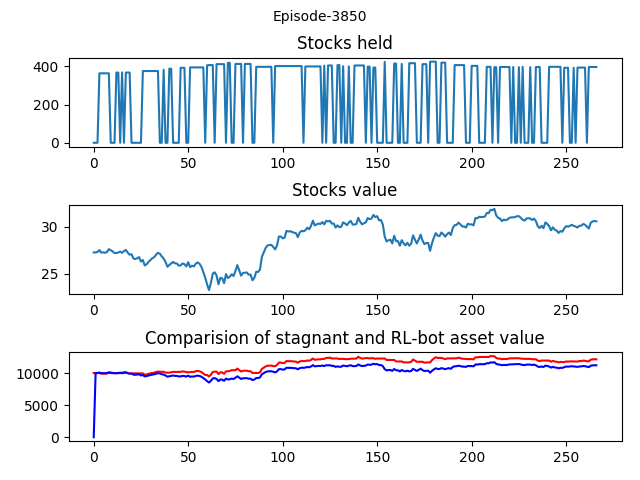 Episode-3850
Stocks held
400
200
0
0 50 100 150 200 250
Stocks value
30
25
0 50 100 150 200 250
Comparision of stagnant and RL-bot asset value
10000
5000
0
0 50 100 150 200 250